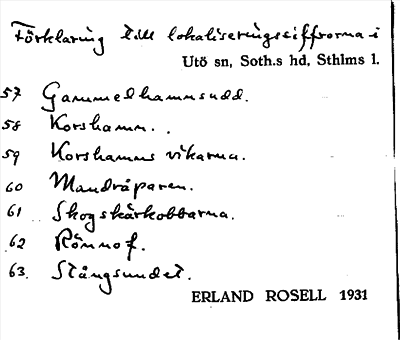 Förklaring till lokaliseringssiffrorna i
Utö sn, Soth.s hd, Sthlms l.
57 Gammelhamnsudd.
58 Korshamn. .
59 Korshamns vikarna.
60 Mandråparen.
61 Skogskärkobbarna.
62 Rönnof.
63. Stångsundet.
ERLAND ROSELL 1931